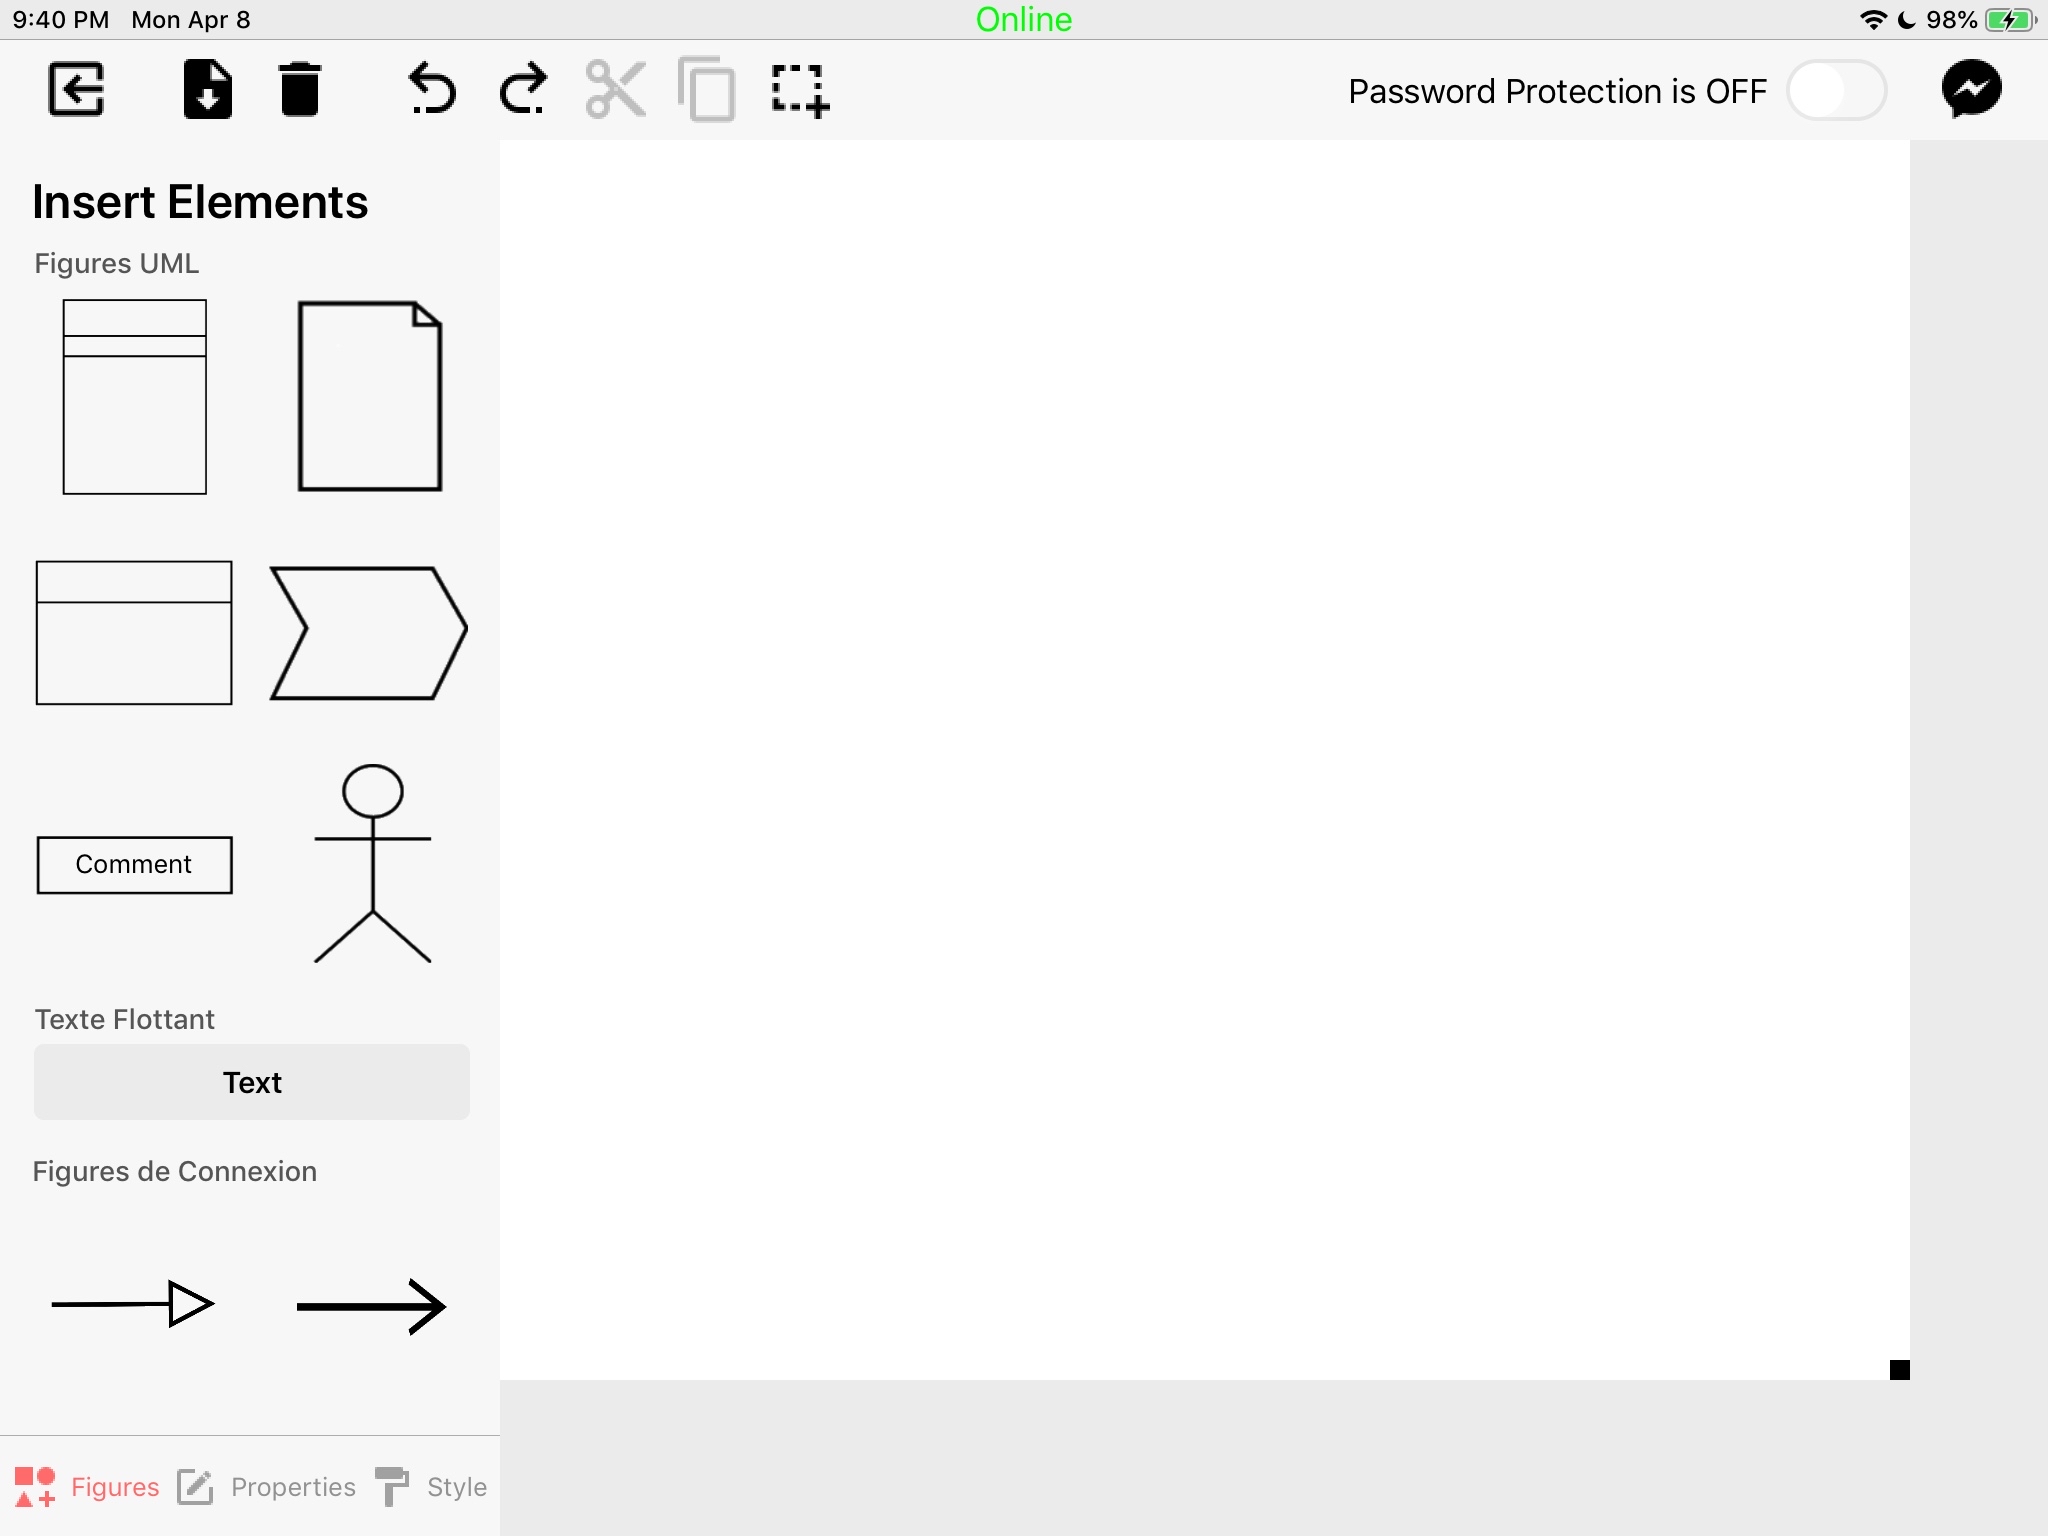 9:40 PM Mon Apr 8 Online 98%
Password Protection is OFF
Insert Elements
Figures UML
Comment
Texte Flottant
Text
Figures de Connexion
Figures Properties Style